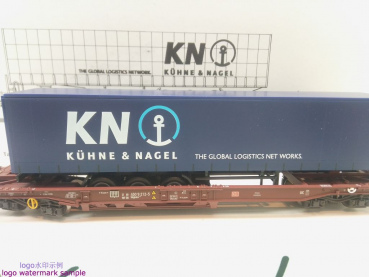 KN
THE GLOBAL LOGISTICS NETWORK.
KÜHNE & NAGEL
KN
KÜHNE & NAGEL
THE GLOBAL LOGISTICS NET WORKS.
logo水印示例
logo watermark sample